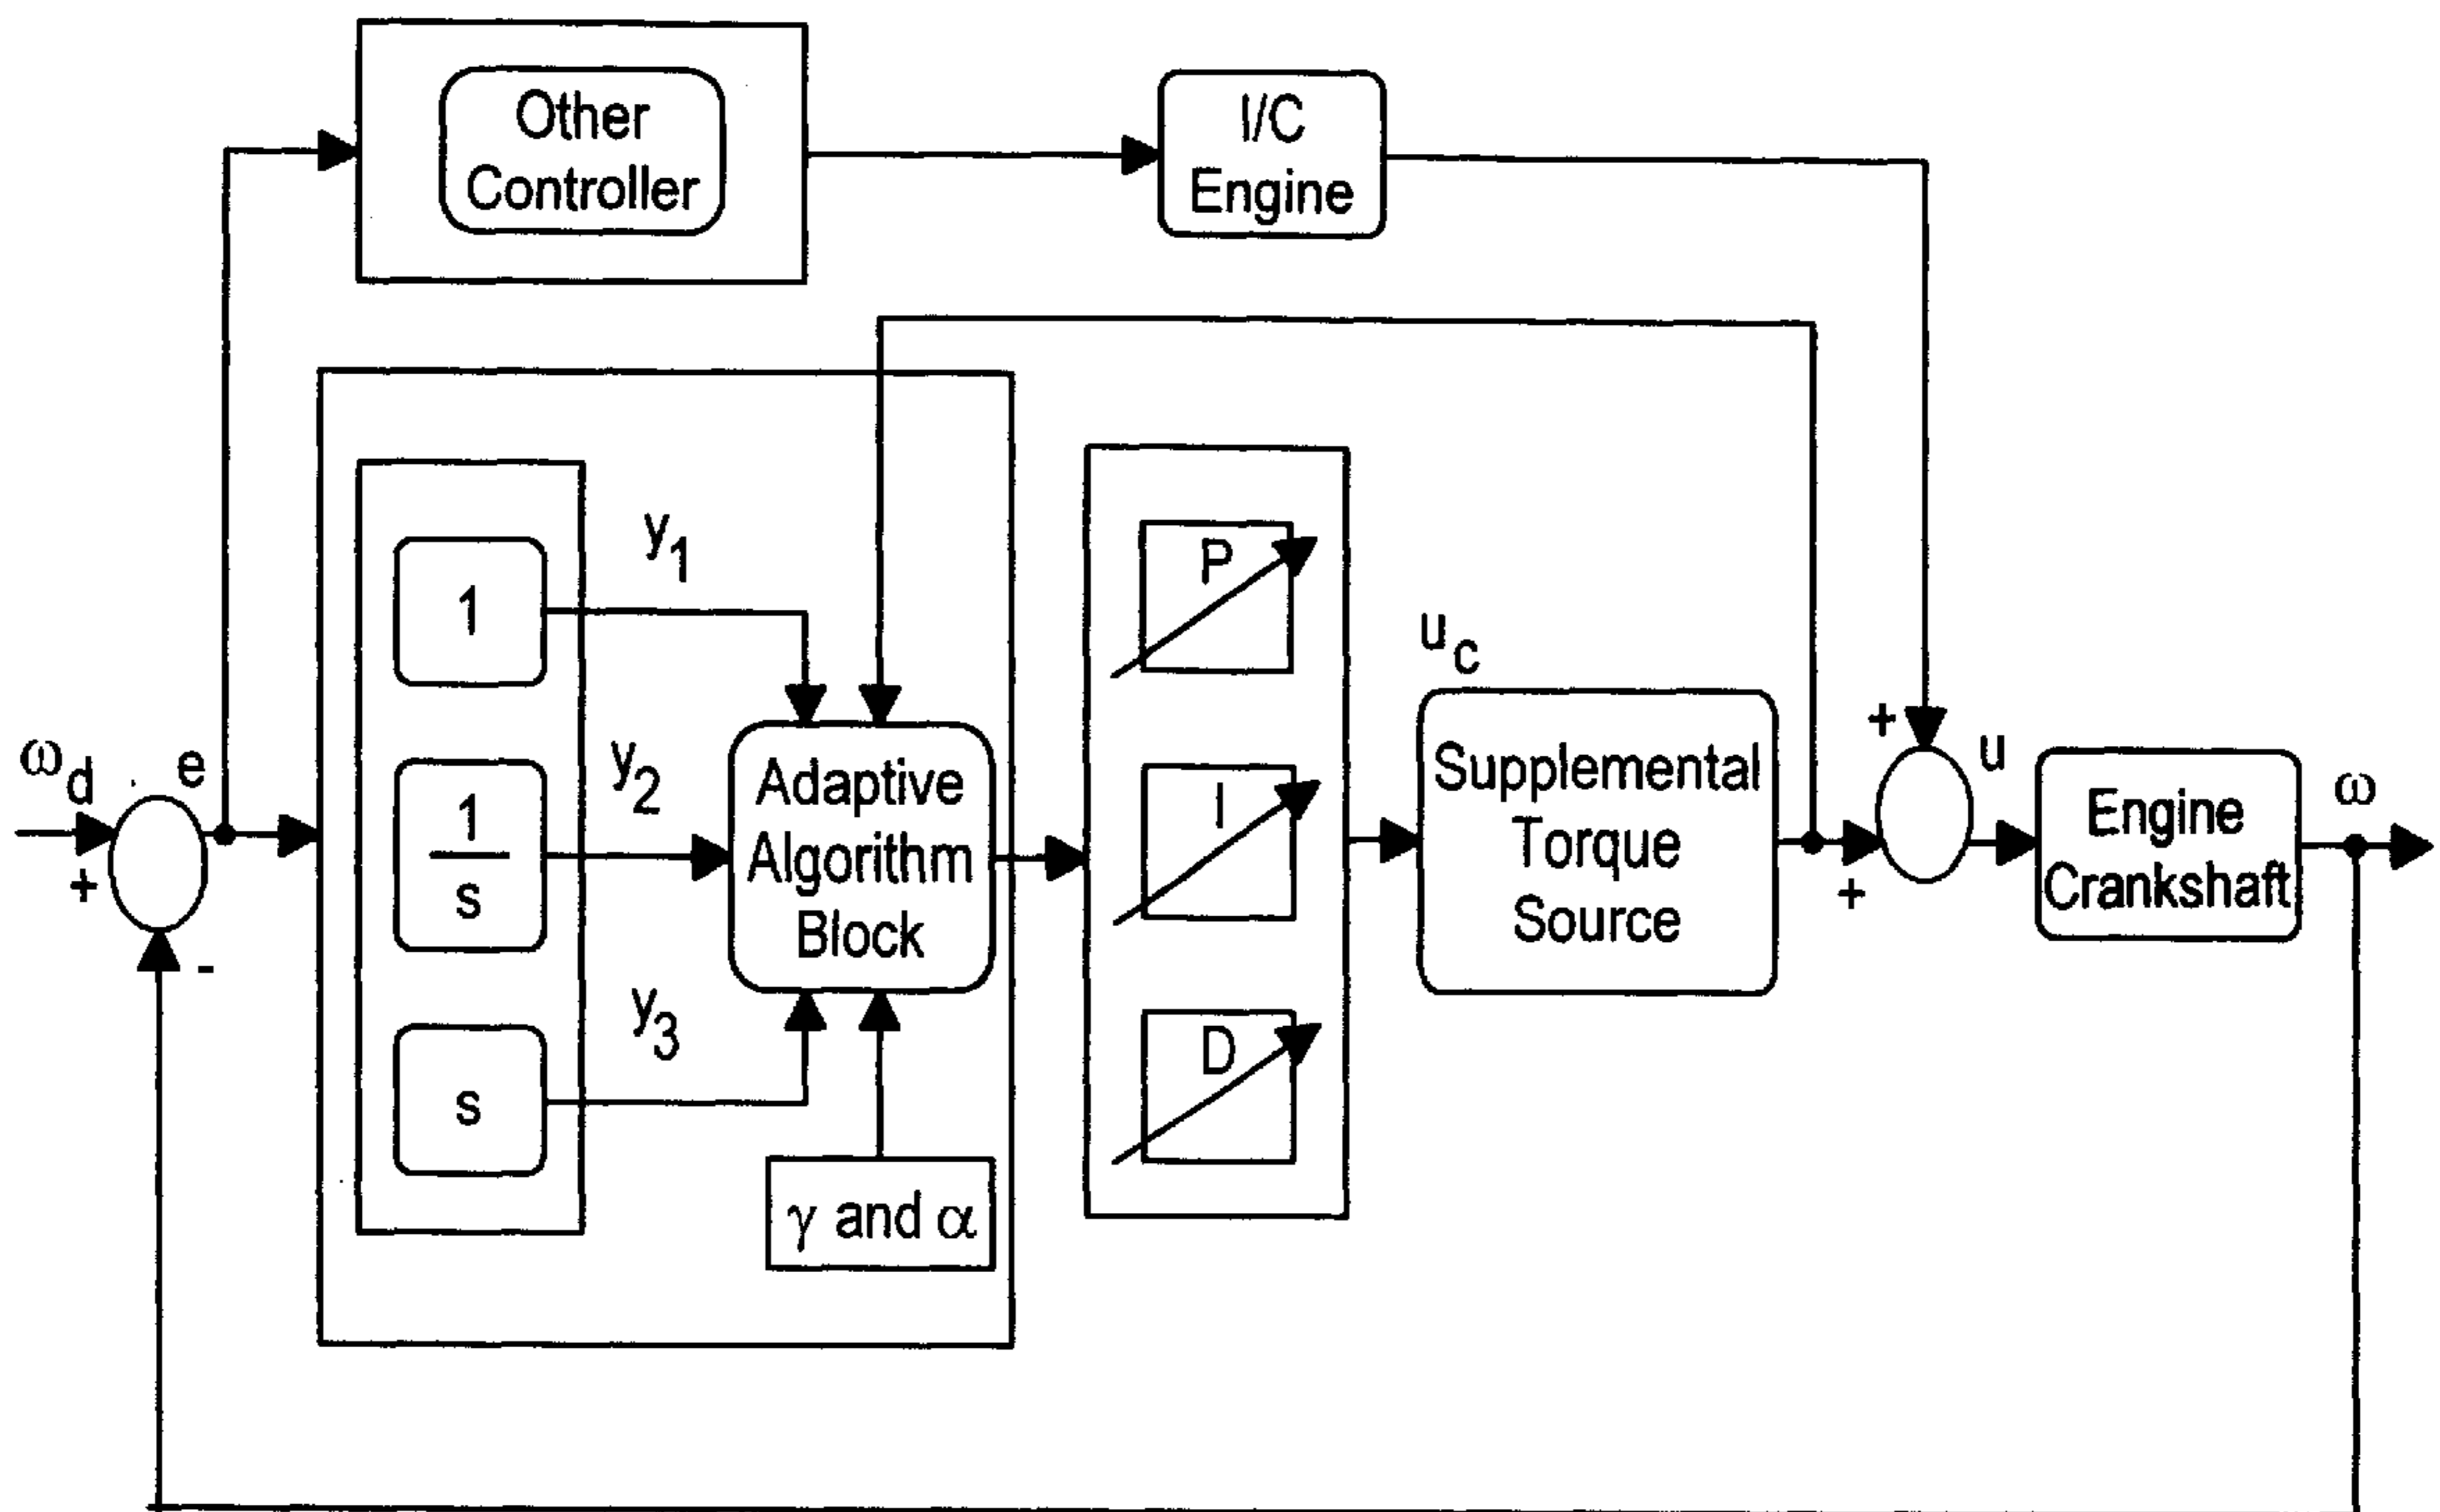 Other
Controller
I/C
Engine
y1
1
ωd
e
+
-
y2
1
s
Adaptive
Algorithm
Block
y3
s
γ and α
P
I
D
uc
Supplemental
Torque
Source
+
+
u
Engine
Crankshaft
ω